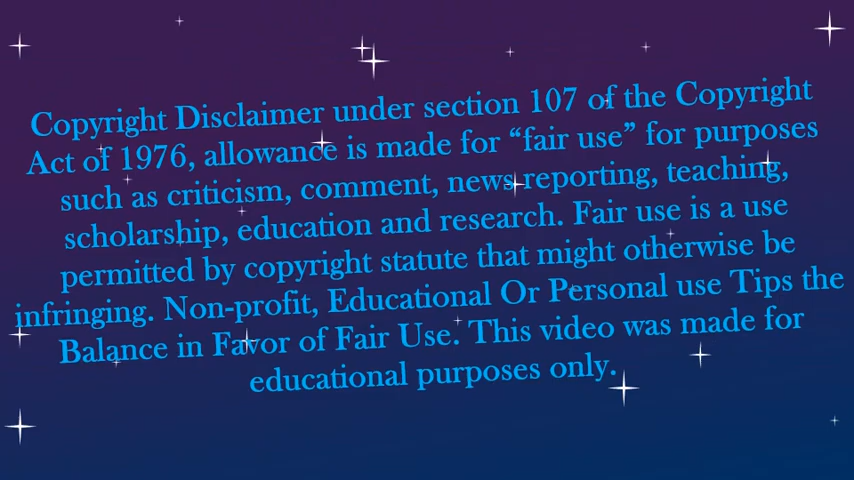 Copyright Disclaimer under section 107 of the Copyright
Act of 1976, allowance is made for “fair use” for purposes
such as criticism, comment, news reporting, teaching,
scholarship, education and research. Fair use is a use
permitted by copyright statute that might otherwise be
infringing. Non-profit, Educational Or Personal use Tips the
Balance in Favor of Fair Use. This video was made for
educational purposes only.